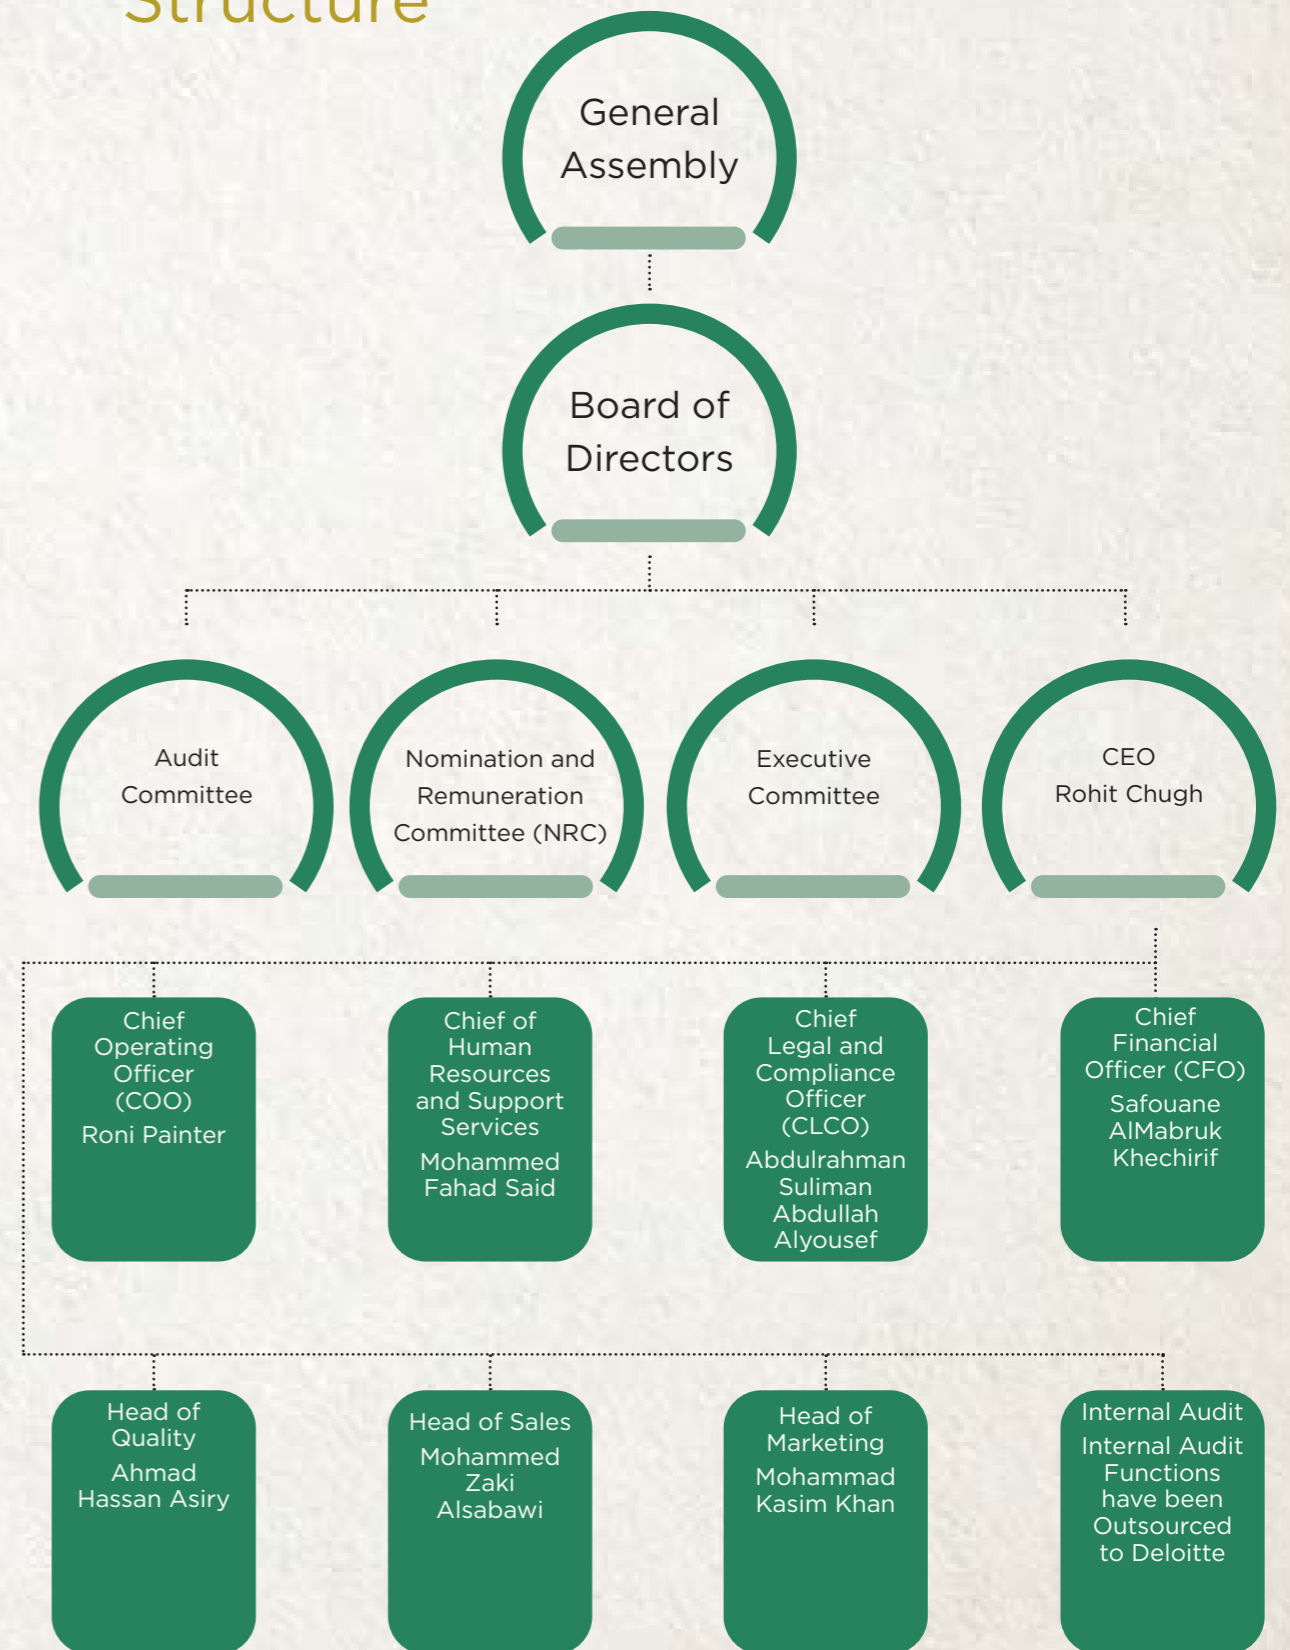 Structure
General
Assembly
Board of
Directors
Audit
Committee
Nomination and
Remuneration
Committee (NRC)
Executive
Committee
CEO
Rohit Chugh
Chief
Operating
Officer
(COO)
Roni Painter
Chief of
Human
Resources
and Support
Services
Mohammed
Fahad Said
Chief
Legal and
Compliance
Officer
(CLCO)
Abdulrahman
Suliman
Abdullah
Alyousef
Chief
Financial
Officer (CFO)
Safouane
AlMabruk
Khechirif
Head of
Quality
Ahmad
Hassan Asiry
Head of Sales
Mohammed
Zaki
Alsabawi
Head of
Marketing
Mohammad
Kasim Khan
Internal Audit
Internal Audit
Functions
have been
Outsourced
to Deloitte